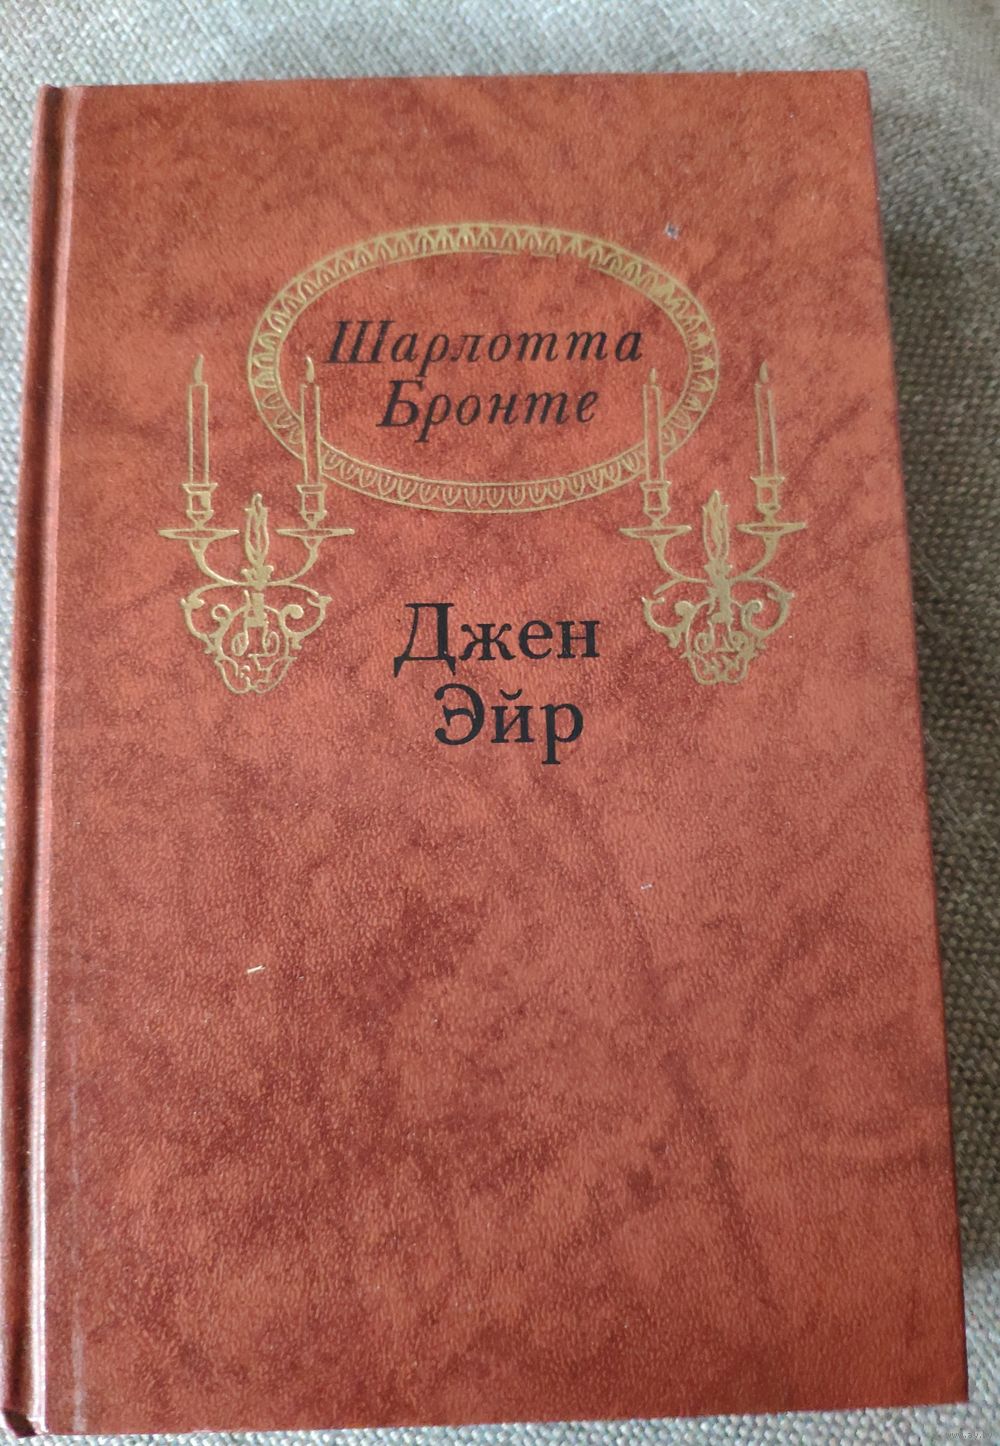 Шарлотта
Бронте
Джен
Эйр